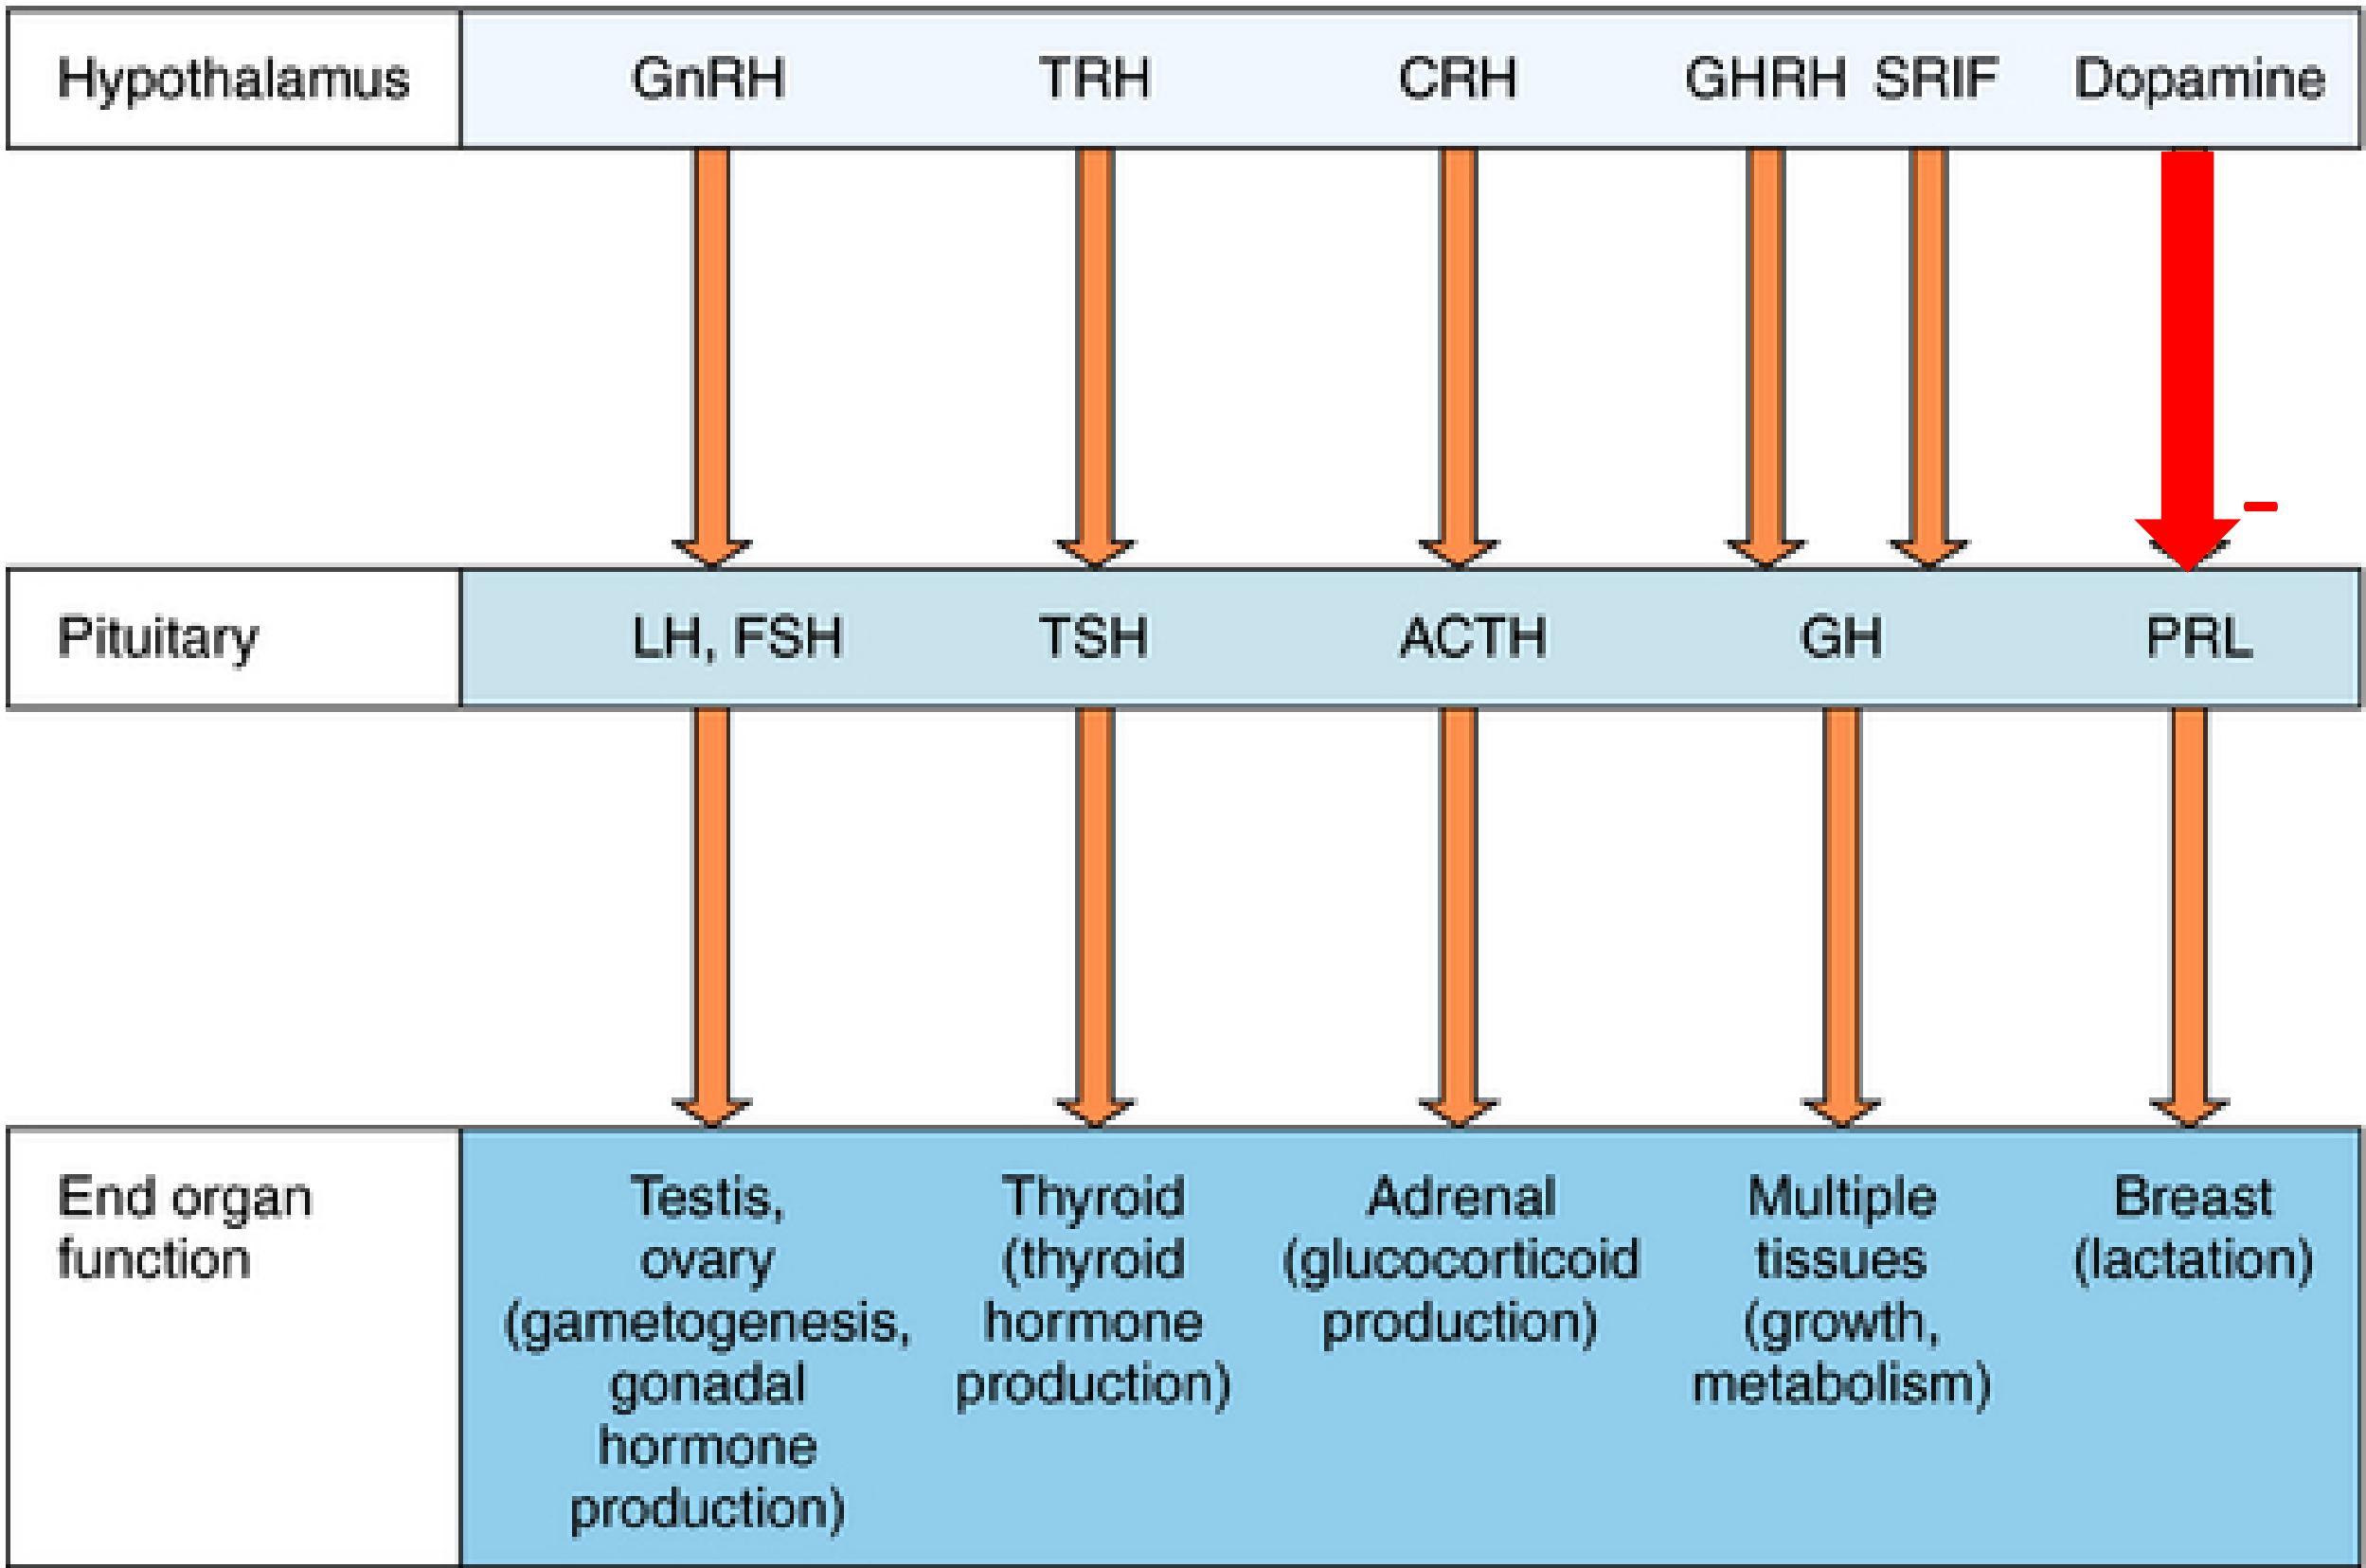 Hypothalamus GnRH TRH CRH GHRH SRIF Dopamine
-
Pituitary LH, FSH TSH ACTH GH PRL
End organ
function
Testis,
ovary
(gametogenesis,
gonadal
hormone
production)
Thyroid
(thyroid
hormone
production)
Adrenal
(glucocorticoid
production)
Multiple
tissues
(growth,
metabolism)
Breast
(lactation)